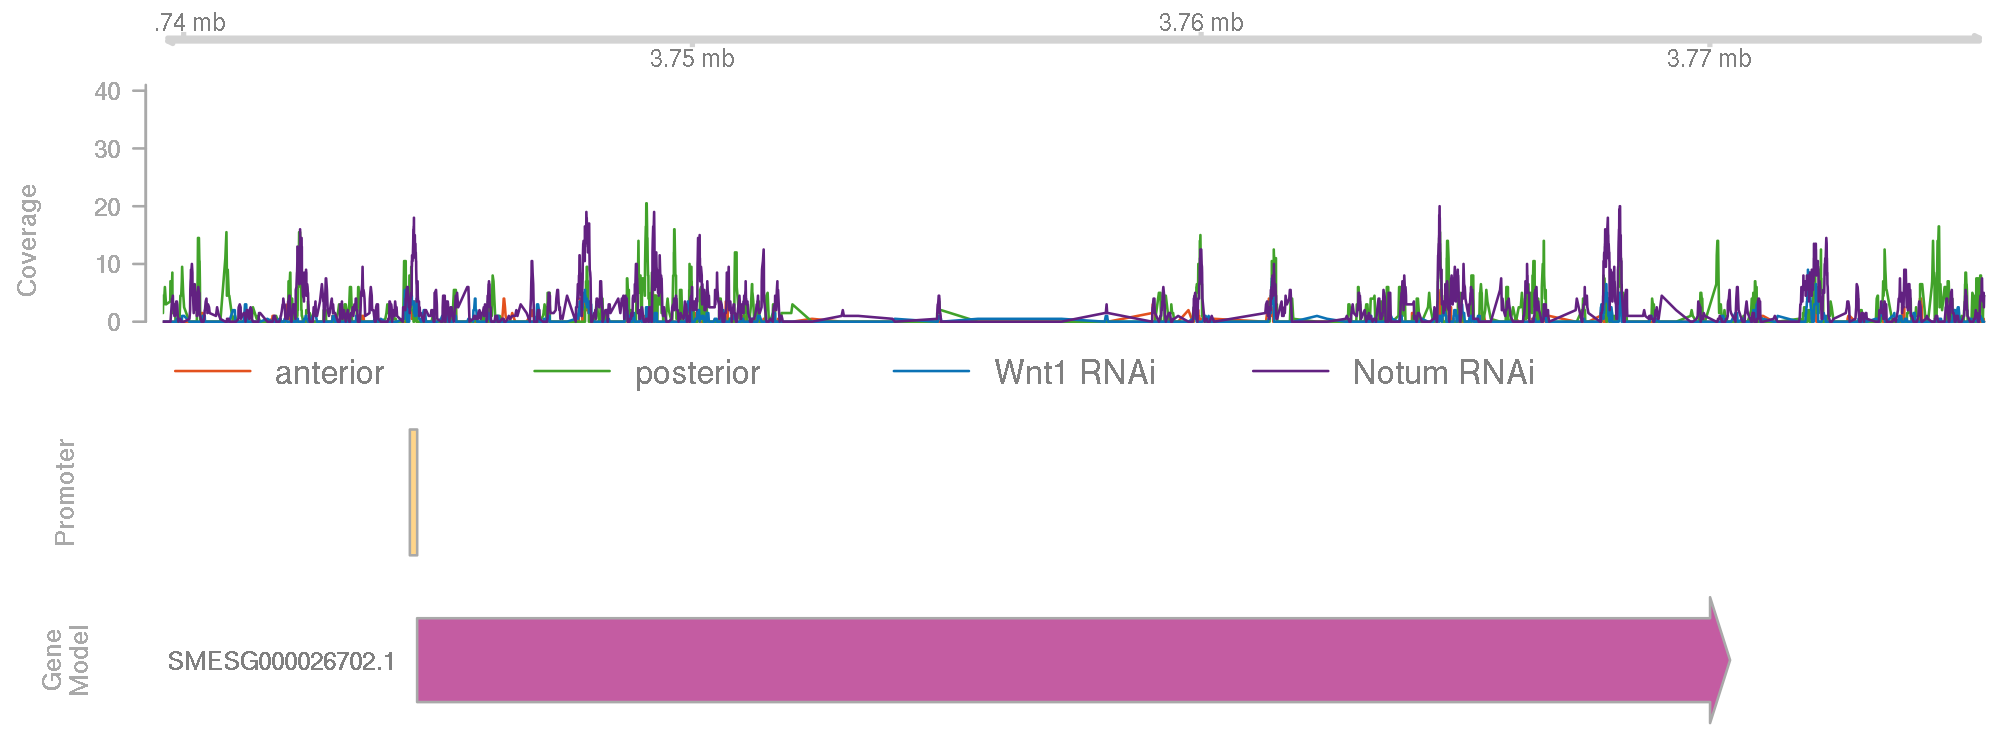 .74 mb
3.76 mb
3.75 mb
3.77 mb
40
30
20
10
0
Coverage
anterior
posterior
Wnt1 RNAi
Notum RNAi
Promoter
Gene
Model
SMESG000026702.1